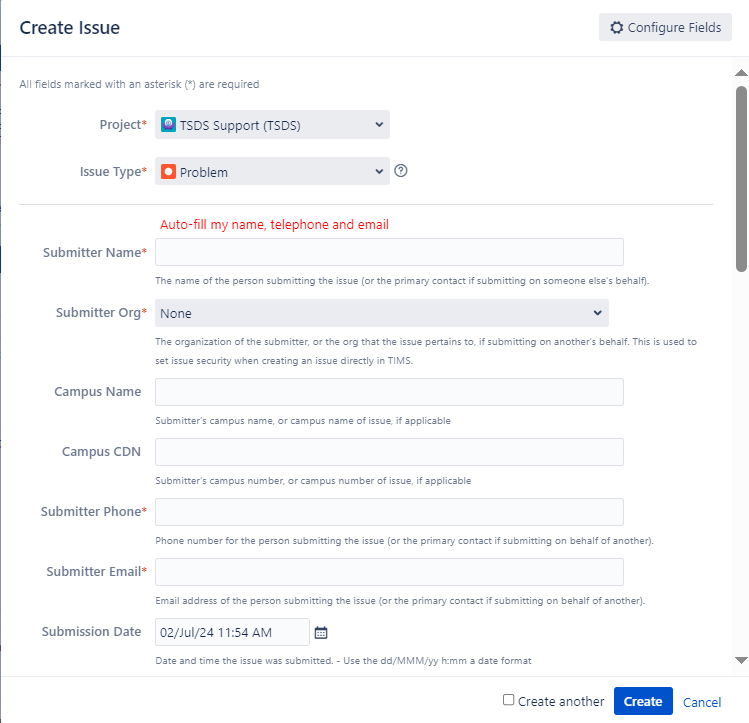 Create Issue
Configure Fields
All fields marked with an asterisk (*) are required
Project* TSDS Support (TSDS)
Issue Type* Problem
Auto-fill my name, telephone and email
Submitter Name*
The name of the person submitting the issue (or the primary contact if submitting on someone else's behalf).
Submitter Org* None
The organization of the submitter, or the org that the issue pertains to, if submitting on another's behalf. This is used to
set issue security when creating an issue directly in TIMS.
Campus Name
Submitter's campus name, or campus name of issue, if applicable
Campus CDN
Submitter's campus number, or campus number of issue, if applicable
Submitter Phone*
Phone number for the person submitting the issue (or the primary contact if submitting on behalf of another).
Submitter Email*
Email address of the person submitting the issue (or the primary contact if submitting on behalf of another).
Submission Date 02/Jul/24 11:54 AM
Date and time the issue was submitted. - Use the dd/MMM/yy h:mm a date format
Create another Create Cancel